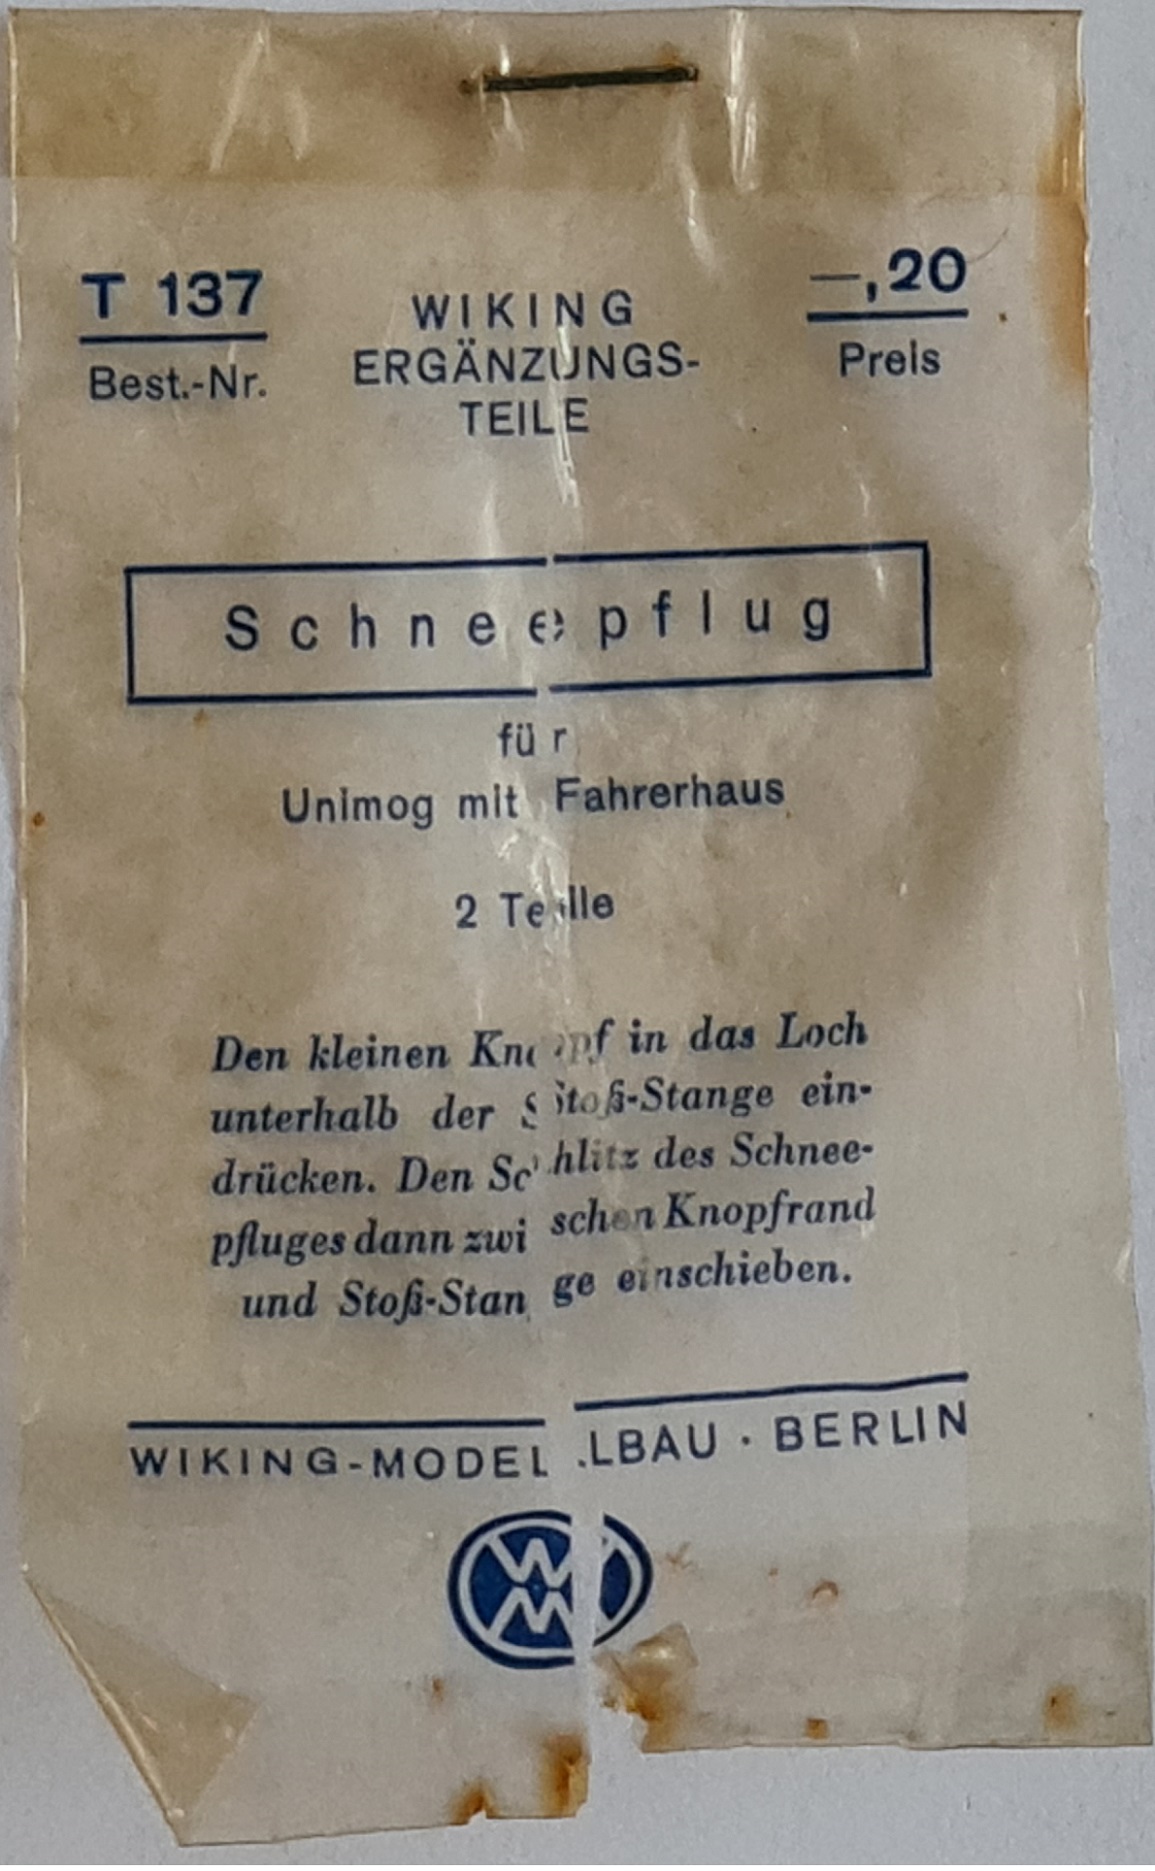 T 137
Best.-Nr.
WIKING
ERGÄNZUNGS-
TEILE
—,20
Preis
Schneepflug
für
Unimog mit Fahrerhaus
2 Teile
Den kleinen Knopf in das Loch
unterhalb der Stoß-Stange ein-
drücken. Den Schlitz des Schnee-
pfluges dann zwischen Knopfrand
und Stoß-Stange einschieben.
WIKING-MODELLBAU · BERLIN
WM